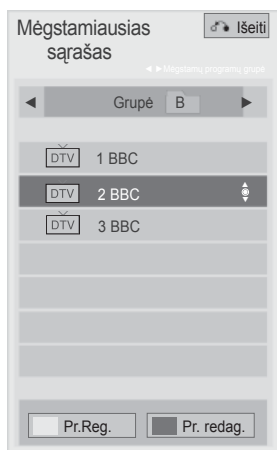 Mėgstamiausias
sąrašas
Išeiti
◄ ►Mėgstamų programų grupė
◄ Grupė B ►
DTV 1 BBC
DTV 2 BBC
DTV 3 BBC
Pr.Reg. Pr. redag.